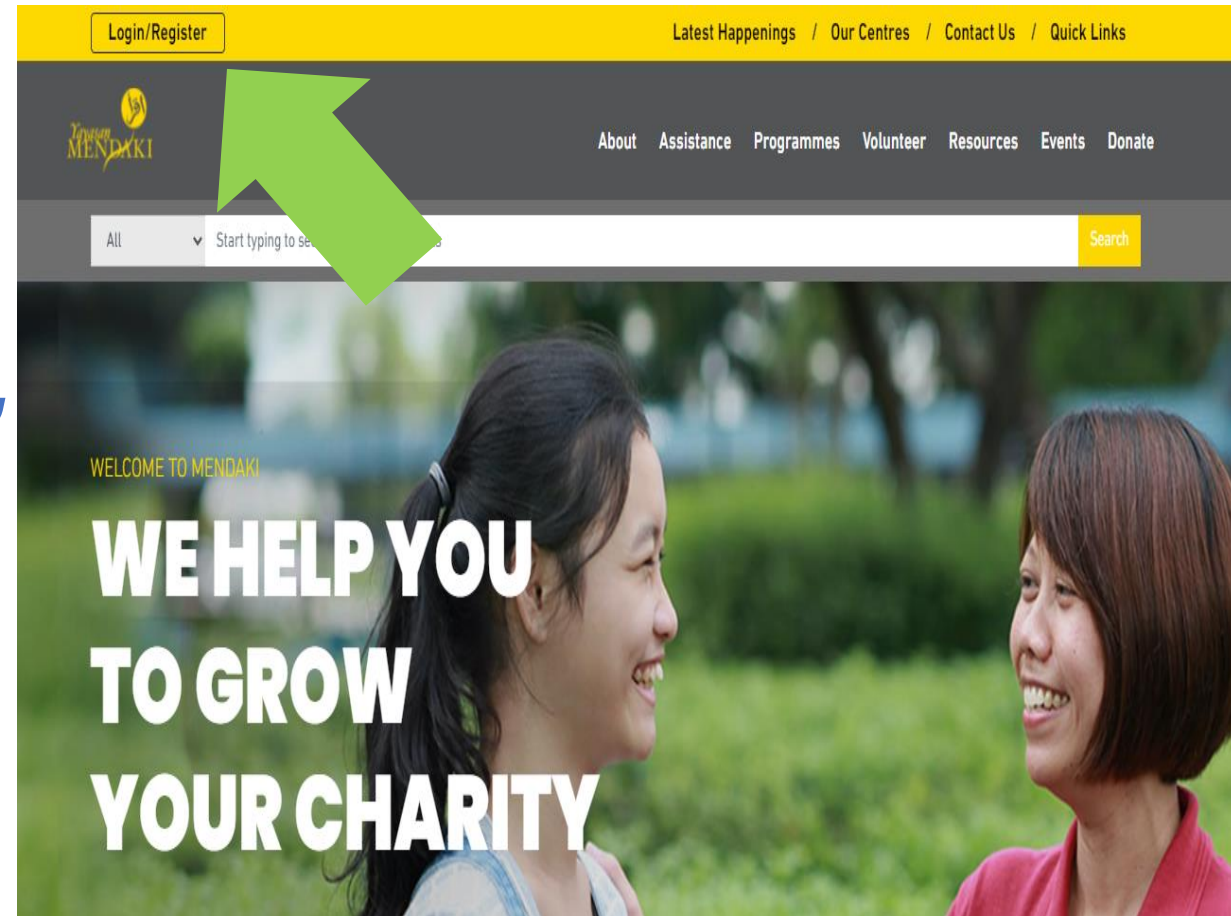 Login/Register
Latest Happenings / Our Centres / Contact Us / Quick Links
Yayasan
MENDAKI
About Assistance Programmes Volunteer Resources Events Donate
All Start typing to
Search
WELCOME TO MENDAKI
WE HELP YOU
TO GROW
YOUR CHARITY